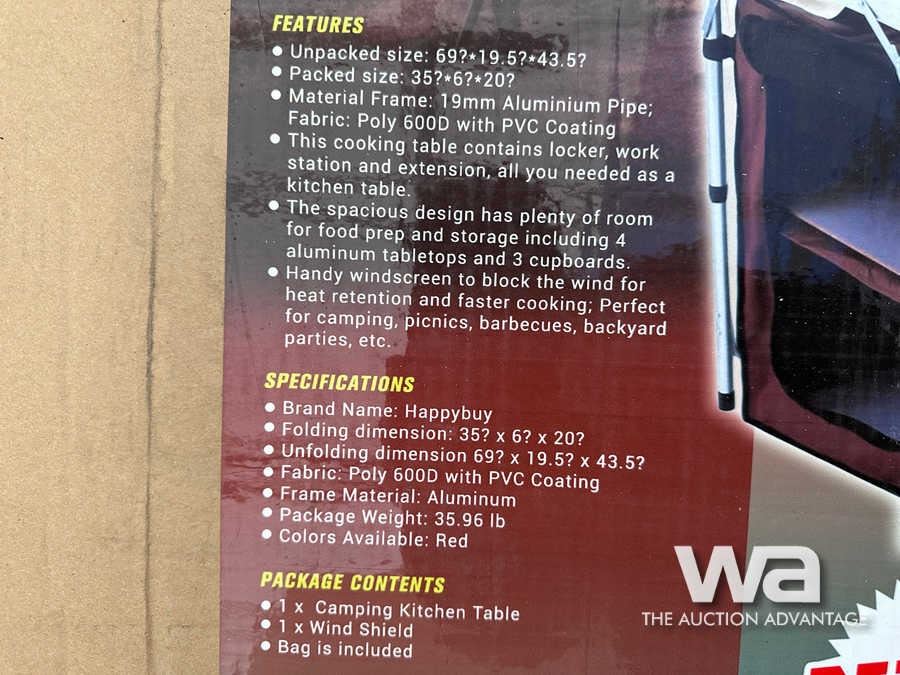 FEATURES
● Unpacked size: 69?*19.5?*43.5?
● Packed size: 35?*6?*20?
● Material Frame: 19mm Aluminium Pipe;
Fabric: Poly 600D with PVC Coating
● This cooking table contains locker, work
station and extension, all you needed as a
kitchen table.
● The spacious design has plenty of room
for food prep and storage including 4
aluminum tabletops and 3 cupboards.
● Handy windscreen to block the wind for
heat retention and faster cooking; Perfect
for camping, picnics, barbecues, backyard
parties, etc.
SPECIFICATIONS
● Brand Name: Happybuy
● Folding dimension: 35? x 6? x 20?
● Unfolding dimension 69? x 19.5? x 43.5?
● Fabric: Poly 600D with PVC Coating
● Frame Material: Aluminum
● Package Weight: 35.96 lb
● Colors Available: Red
PACKAGE CONTENTS
● 1 x Camping Kitchen Table
● 1 x Wind Shield
● Bag is included
wa
THE AUCTION ADVANTAGE